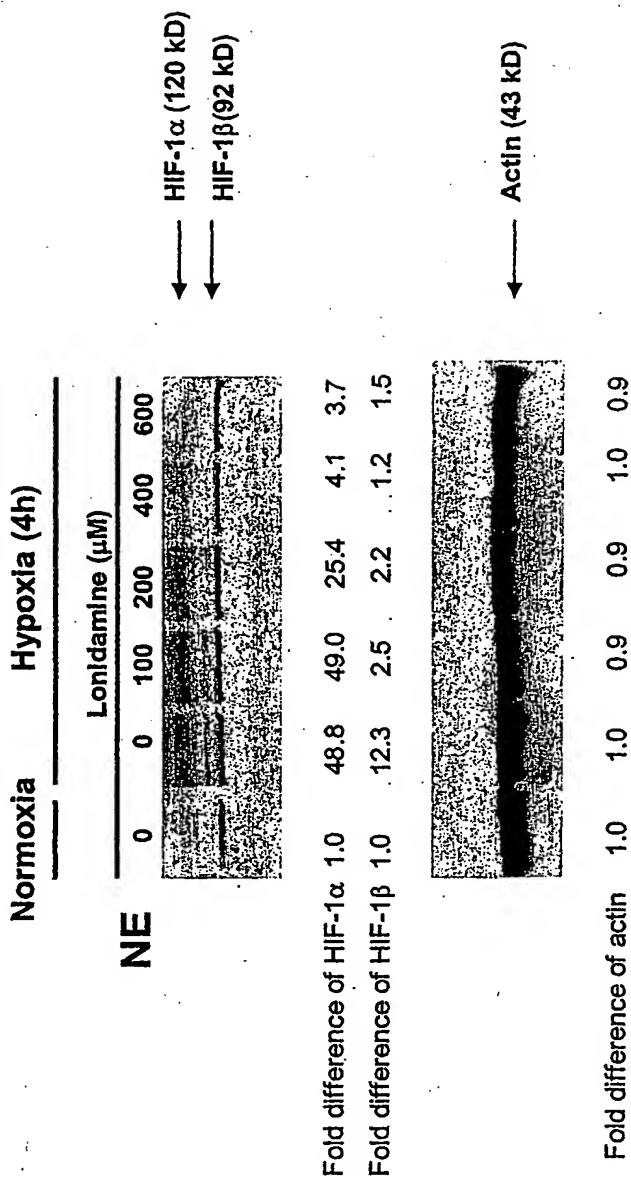 Normoxia Hypoxia (4h)
Lonidamine (μM)
NE 0 0 100 200 400 600
HIF-1α (120 kD)
HIF-1β(92 kD)
Fold difference of HIF-1α 1.0 48.8 49.0 25.4 4.1 3.7
Fold difference of HIF-1β 1.0 12.3 2.5 2.2 1.2 1.5
Actin (43 kD)
Fold difference of actin 1.0 1.0 0.9 0.9 1.0 0.9